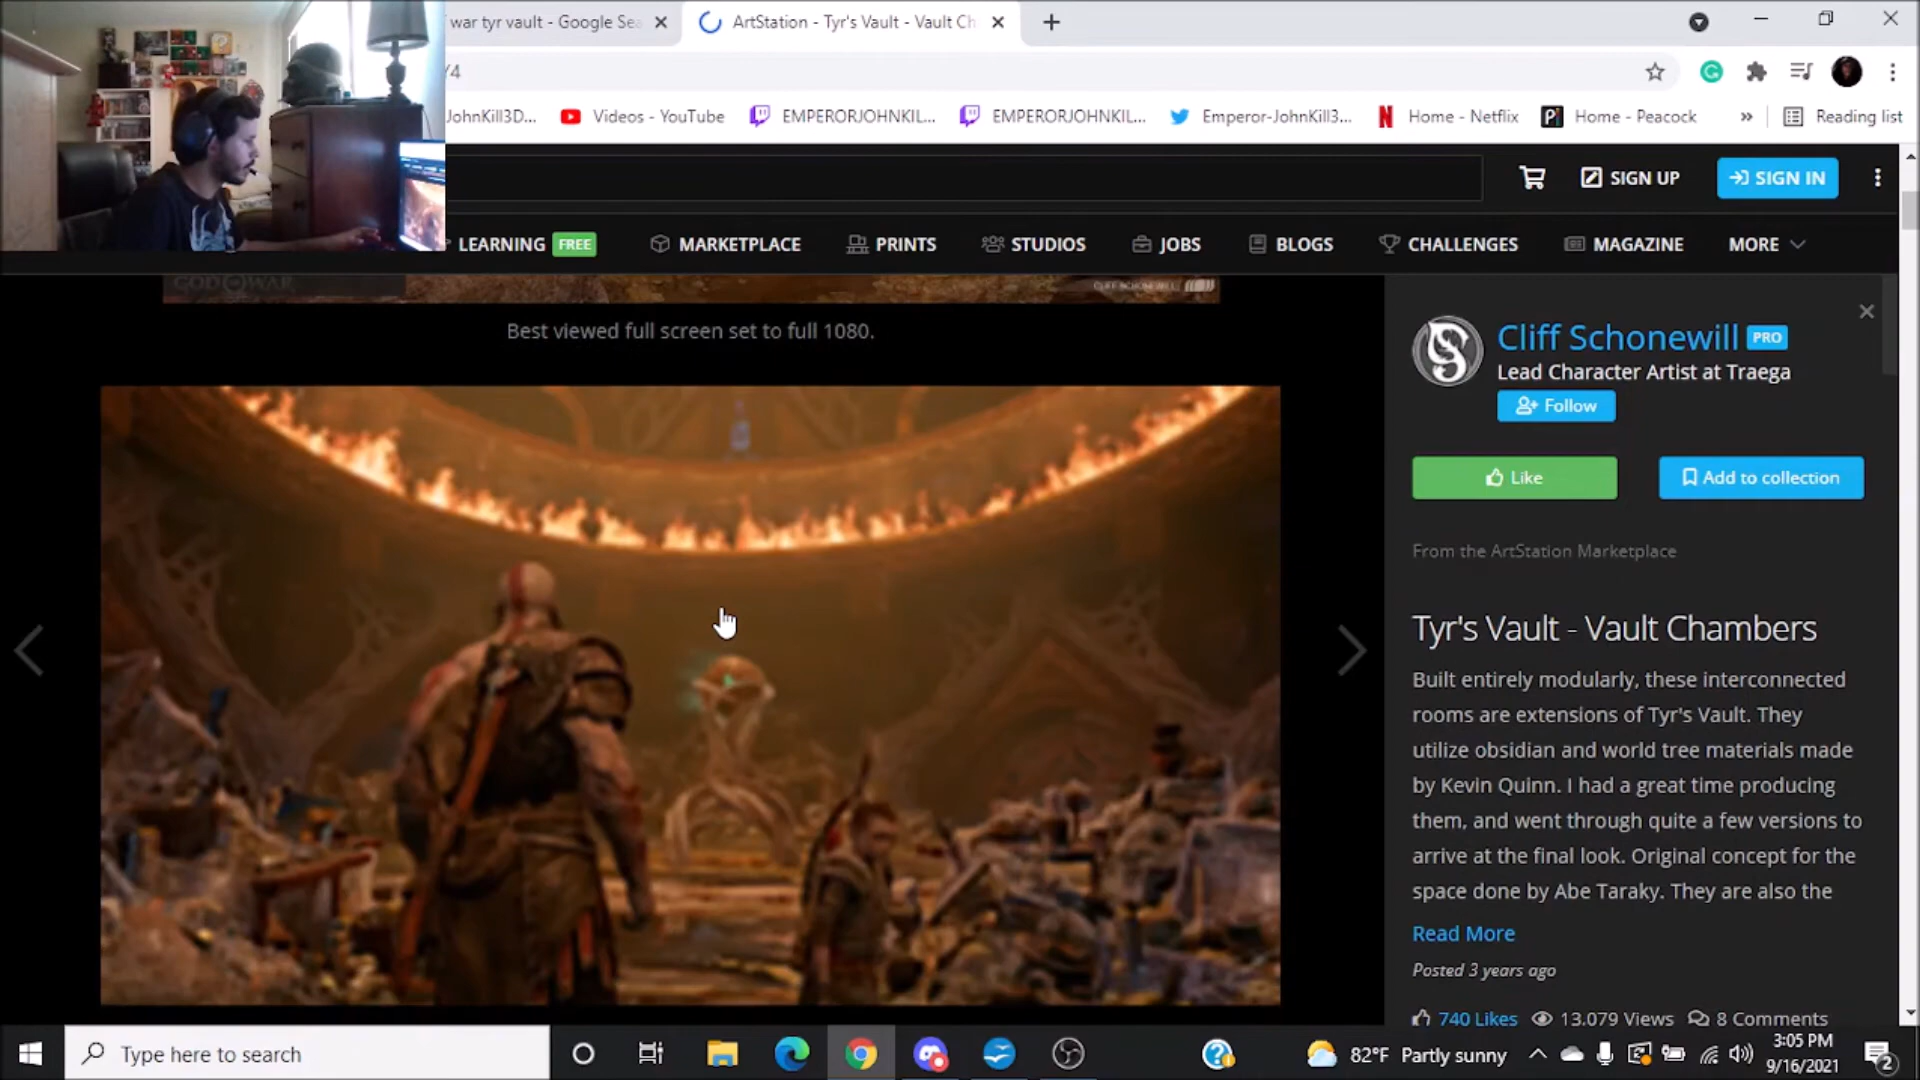 war tyr vault - Google Sea
ArtStation - Tyr's Vault - Vault Ch
/4
JohnKill3D...
Videos - YouTube
EMPERORJOHNKIL...
EMPERORJOHNKIL...
Emperor-JohnKill3...
Home - Netflix
Home - Peacock
»
Reading list
SIGN UP
SIGN IN
LEARNING FREE
MARKETPLACE
PRINTS
STUDIOS
JOBS
BLOGS
CHALLENGES
MAGAZINE
MORE
GOD OF WAR
CLIFF SCHONEWILL
Best viewed full screen set to full 1080.
Cliff Schonewill PRO
Lead Character Artist at Traega
Follow
Like
Add to collection
From the ArtStation Marketplace
Tyr's Vault - Vault Chambers
Built entirely modularly, these interconnected
rooms are extensions of Tyr's Vault. They
utilize obsidian and world tree materials made
by Kevin Quinn. I had a great time producing
them, and went through quite a few versions to
arrive at the final look. Original concept for the
space done by Abe Taraky. They are also the
Read More
Posted 3 years ago
740 Likes 13.079 Views 8 Comments
Type here to search
82°F Partly sunny
3:05 PM
9/16/2021
2